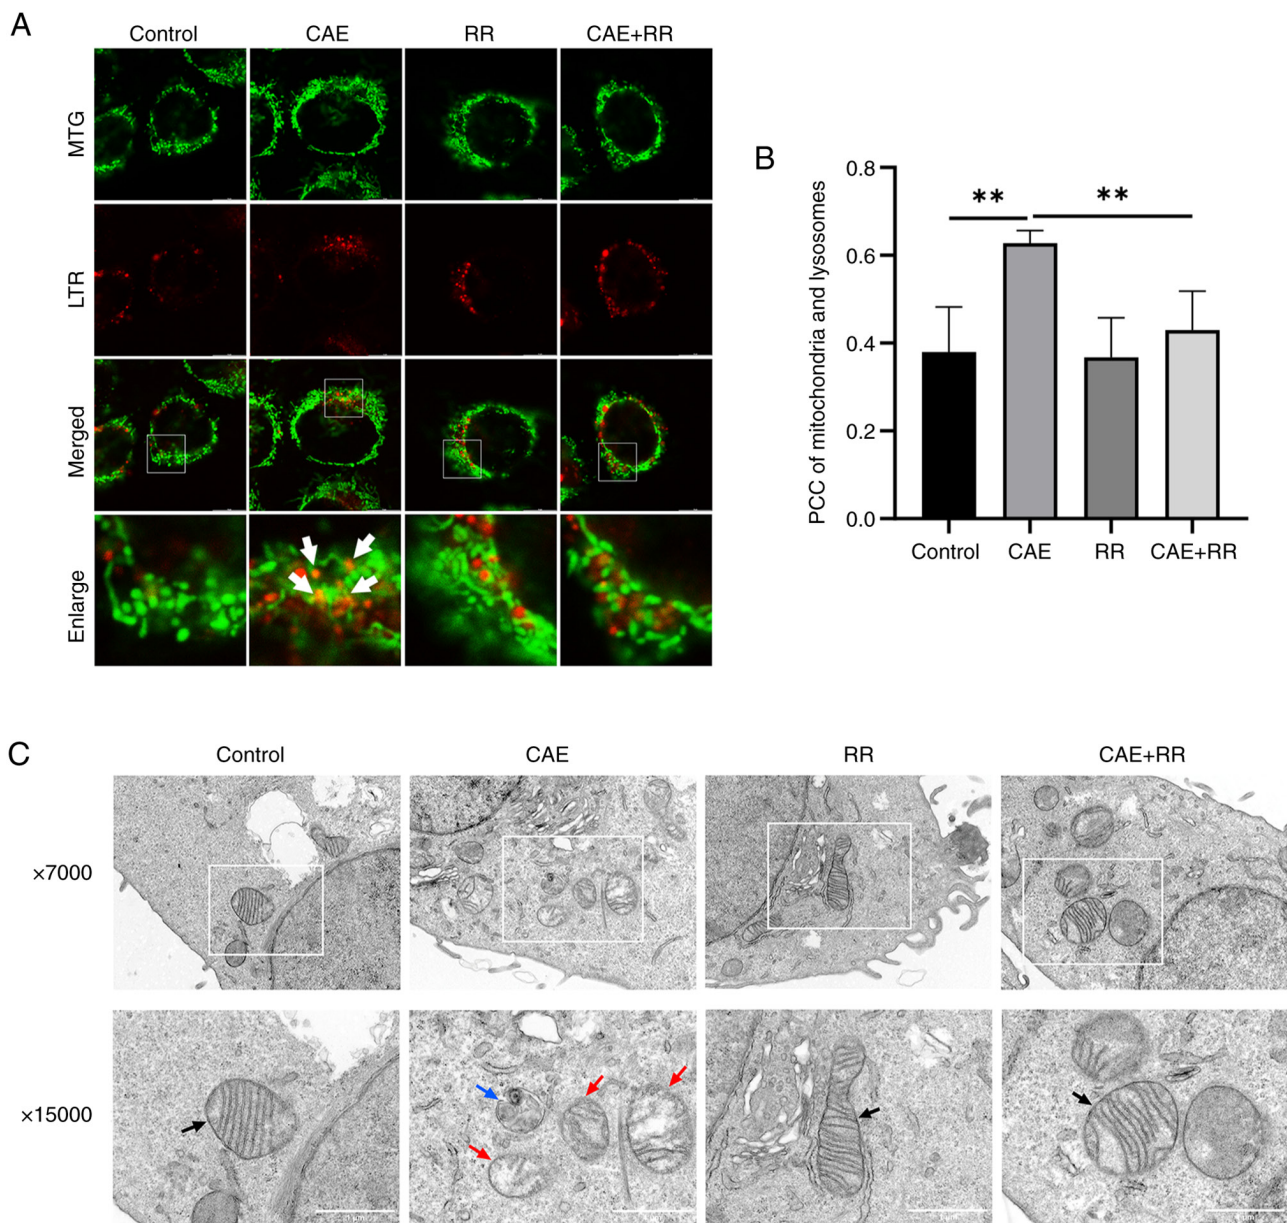 A
Control CAE RR CAE+RR
MTG
LTR
Merged
Enlarge
B
PCC of mitochondria and lysosomes
0.8
0.6
0.4
0.2
0.0
** **
Control CAE RR CAE+RR
C
Control CAE RR CAE+RR
×7000
×15000